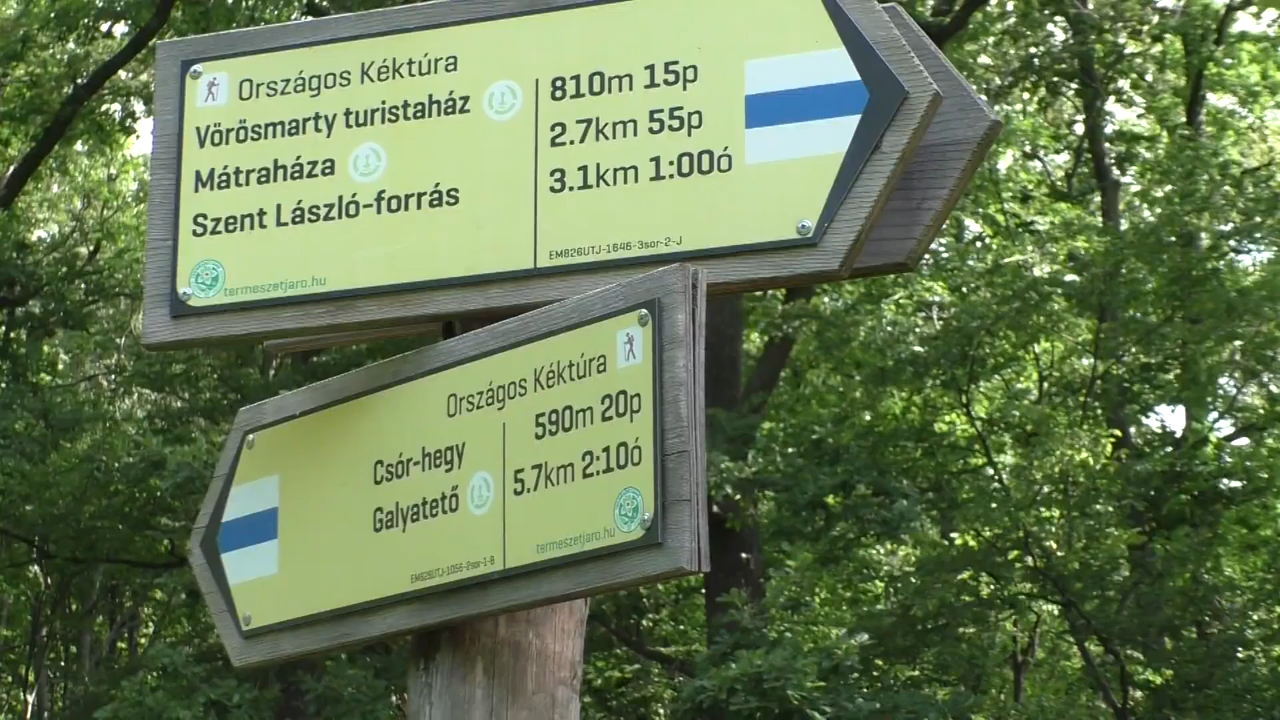 Országos Kéktúra
Vörösmarty turistaház 810m 15p
Mátraháza 2.7km 55p
Szent László-forrás 3.1km 1:00ó
EM826UTJ-1646-3sor-2-J
termeszetjaro.hu
Országos Kéktúra
Csór-hegy 590m 20p
Galyatető 5.7km 2:10ó
termeszetjaro.hu
EM826UTJ-1056-2sor-1-B